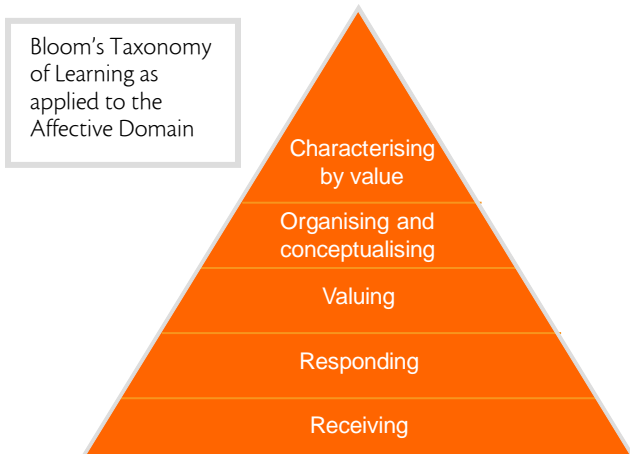 Bloom's Taxonomy
of Learning as
applied to the
Affective Domain
Characterising
by value
Organising and
conceptualising
Valuing
Responding
Receiving